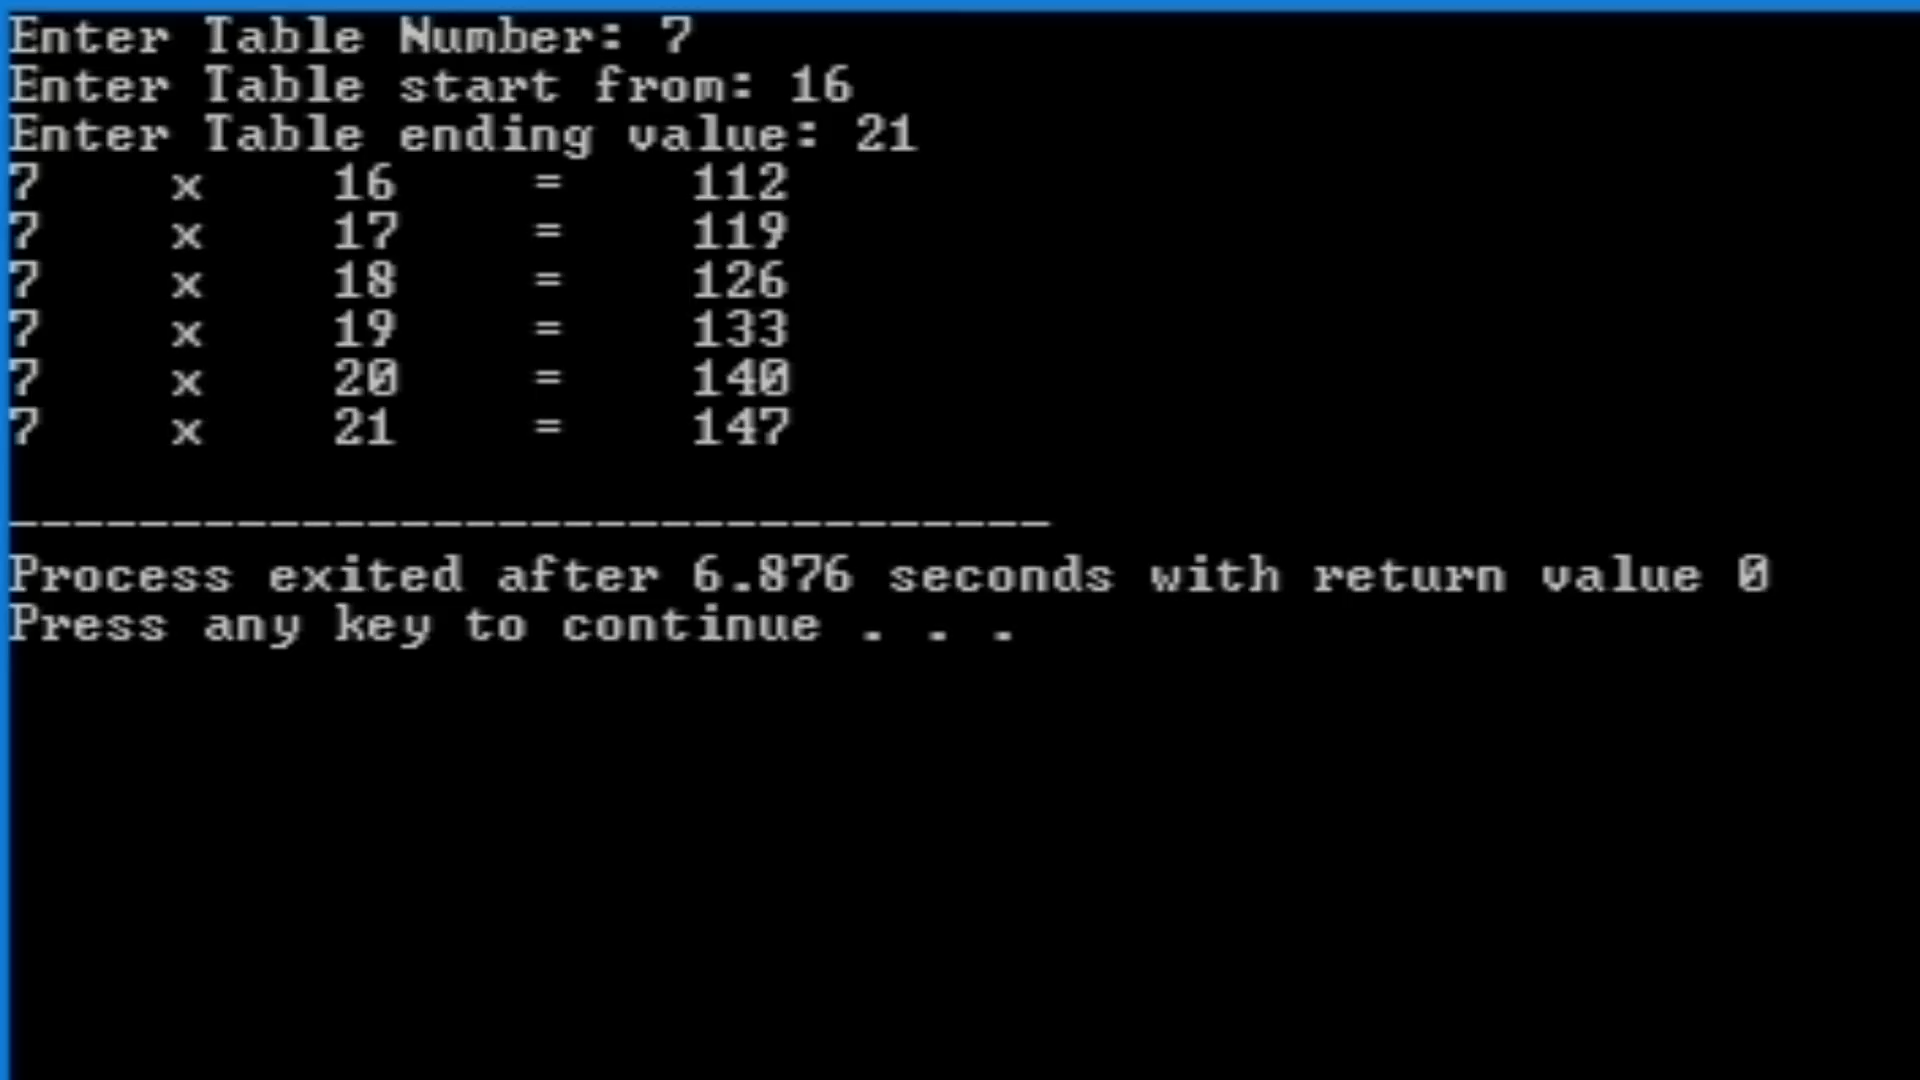 Enter Table Number: 7
Enter Table start from: 16
Enter Table ending value: 21
7    x    16    =    112
7    x    17    =    119
7    x    18    =    126
7    x    19    =    133
7    x    20    =    140
7    x    21    =    147
--------------------------------
Process exited after 6.876 seconds with return value 0
Press any key to continue . . .